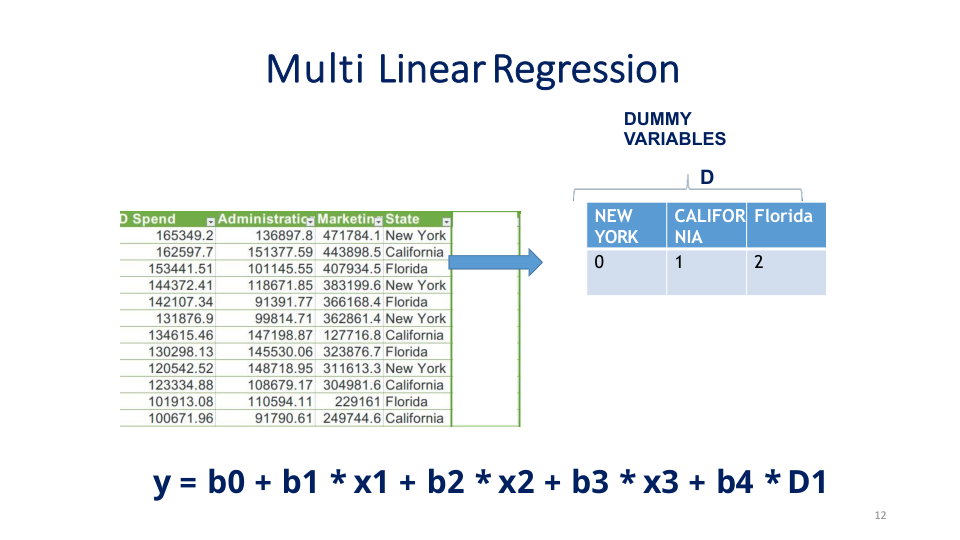 Multi Linear Regression
DUMMY
VARIABLES
D
D Spend Administratic Marketin State
165349.2 136897.8 471784.1 New York
162597.7 151377.59 443898.5 California
153441.51 101145.55 407934.5 Florida
144372.41 118671.85 383199.6 New York
142107.34 91391.77 366168.4 Florida
131876.9 99814.71 362861.4 New York
134615.46 147198.87 127716.8 California
130298.13 145530.06 323876.7 Florida
120542.52 148718.95 311613.3 New York
123334.88 108679.17 304981.6 California
101913.08 110594.11 229161 Florida
100671.96 91790.61 249744.6 California
NEW CALIFOR Florida
YORK NIA
0 1 2
y = b0 + b1 * x1 + b2 * x2 + b3 * x3 + b4 * D1
12